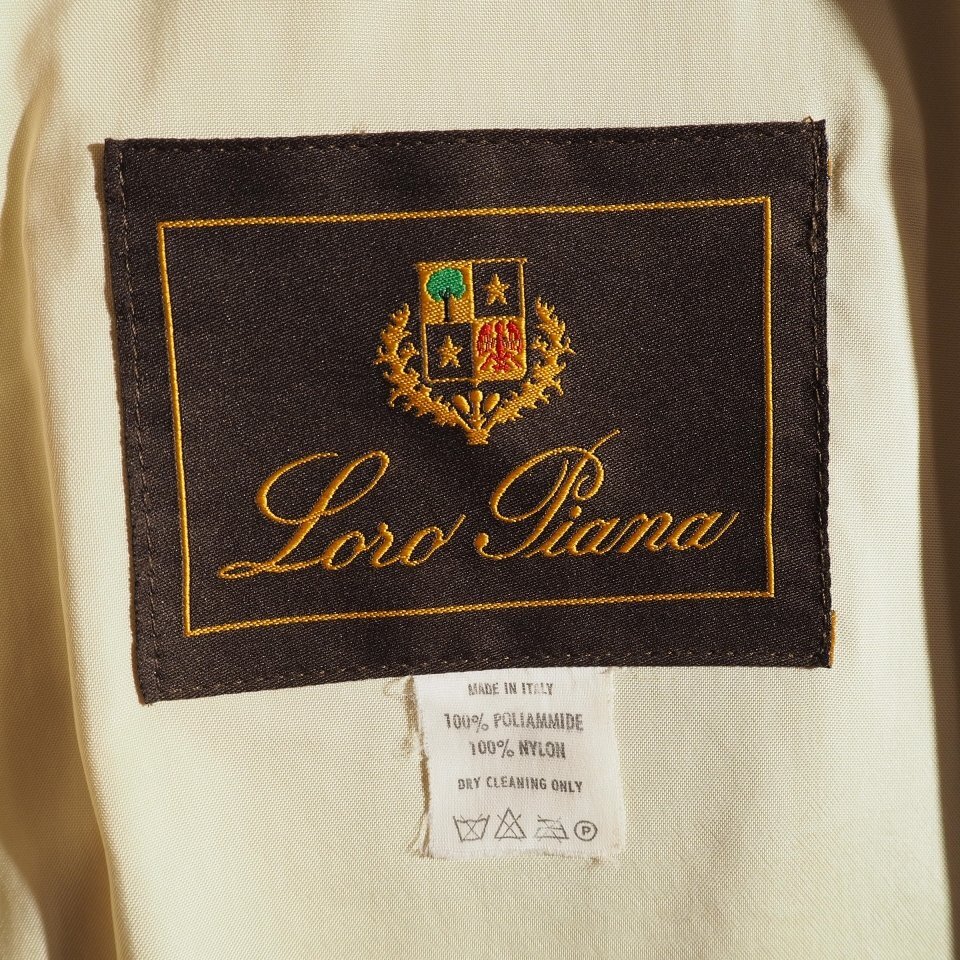 Loro Piana
MADE IN ITALY
100% POLIAMMIDE
100% NYLON
DRY CLEANING ONLY
P